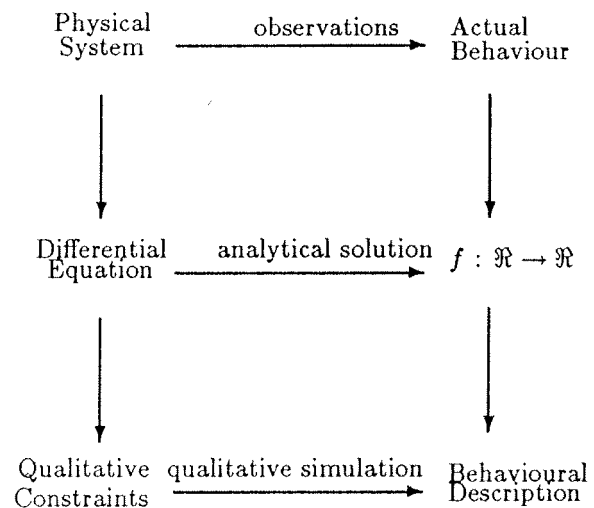 Physical
System
observations
Actual
Behaviour
Differential
Equation
analytical solution
f : ℜ → ℜ
Qualitative
Constraints
qualitative simulation
Behavioural
Description